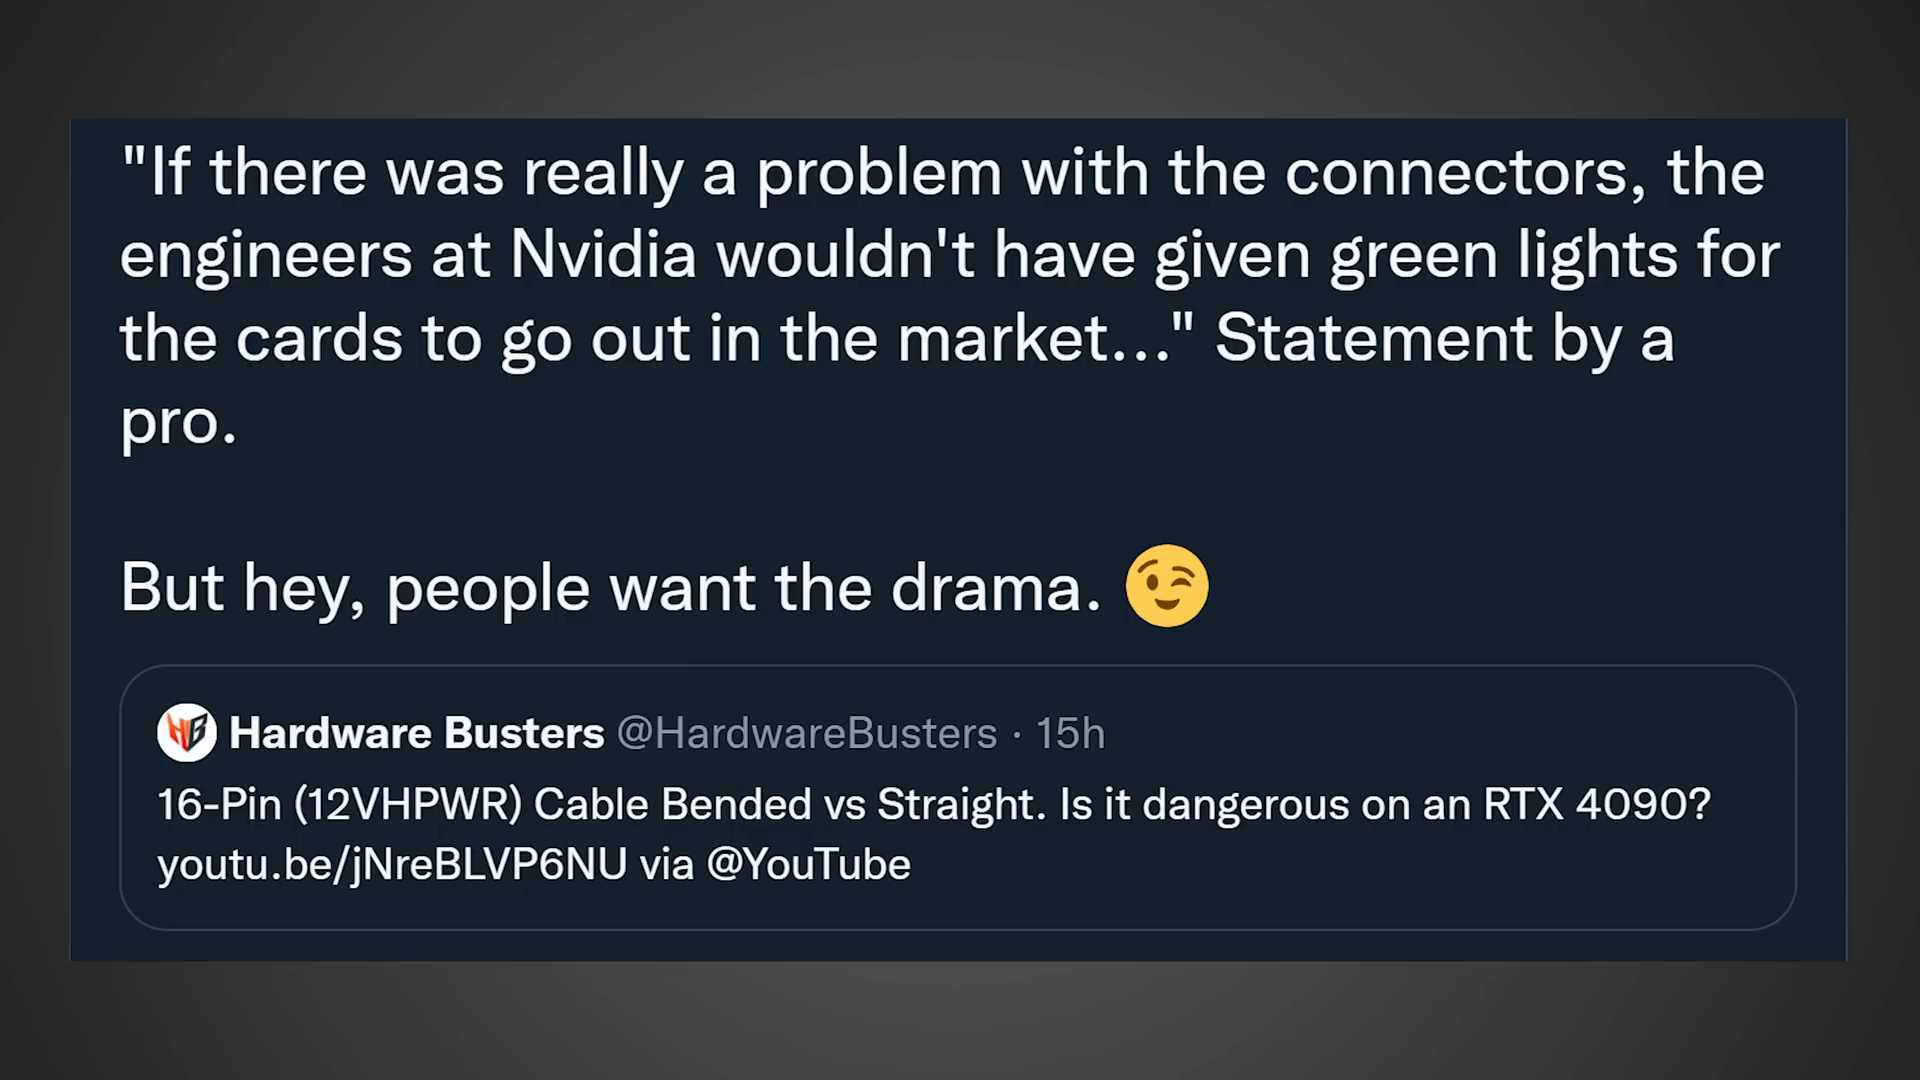 "If there was really a problem with the connectors, the
engineers at Nvidia wouldn't have given green lights for
the cards to go out in the market..." Statement by a
pro.
But hey, people want the drama. 😉
HB Hardware Busters @HardwareBusters · 15h
16-Pin (12VHPWR) Cable Bended vs Straight. Is it dangerous on an RTX 4090?
youtu.be/jNreBLVP6NU via @YouTube